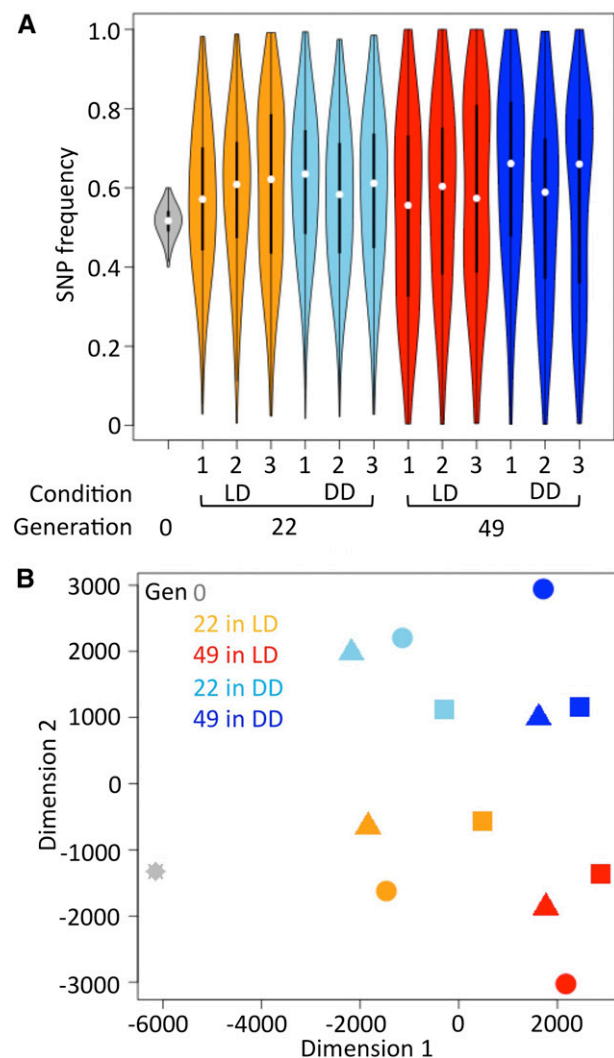 A
SNP frequency
1.0
0.8
0.6
0.4
0.2
0
1 2 3 1 2 3 1 2 3 1 2 3
Condition LD DD LD DD
Generation 0 22 49
B
Dimension 2
3000
2000
1000
0
-1000
-2000
-3000
Gen 0
22 in LD
49 in LD
22 in DD
49 in DD
-6000 -4000 -2000 0 2000
Dimension 1